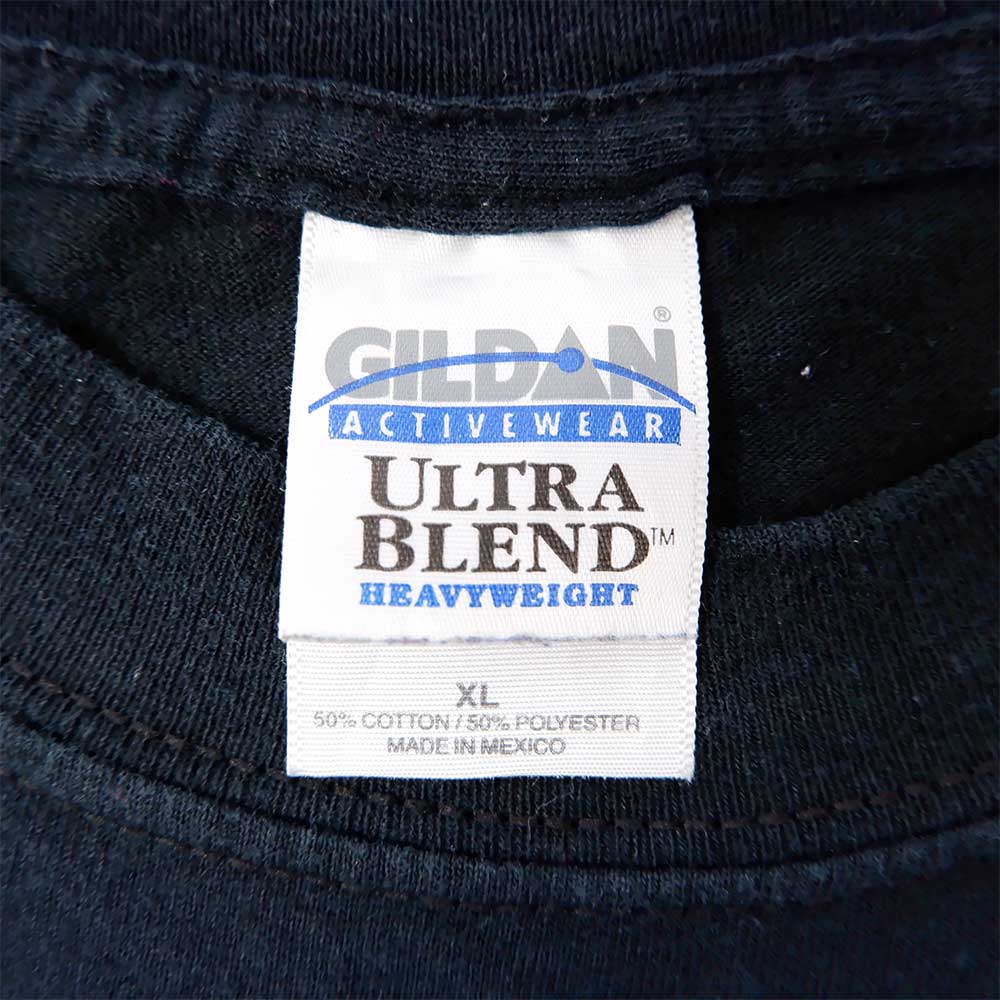 GILDAN®
ACTIVEWEAR
ULTRA
BLEND™
HEAVYWEIGHT
XL
50% COTTON / 50% POLYESTER
MADE IN MEXICO